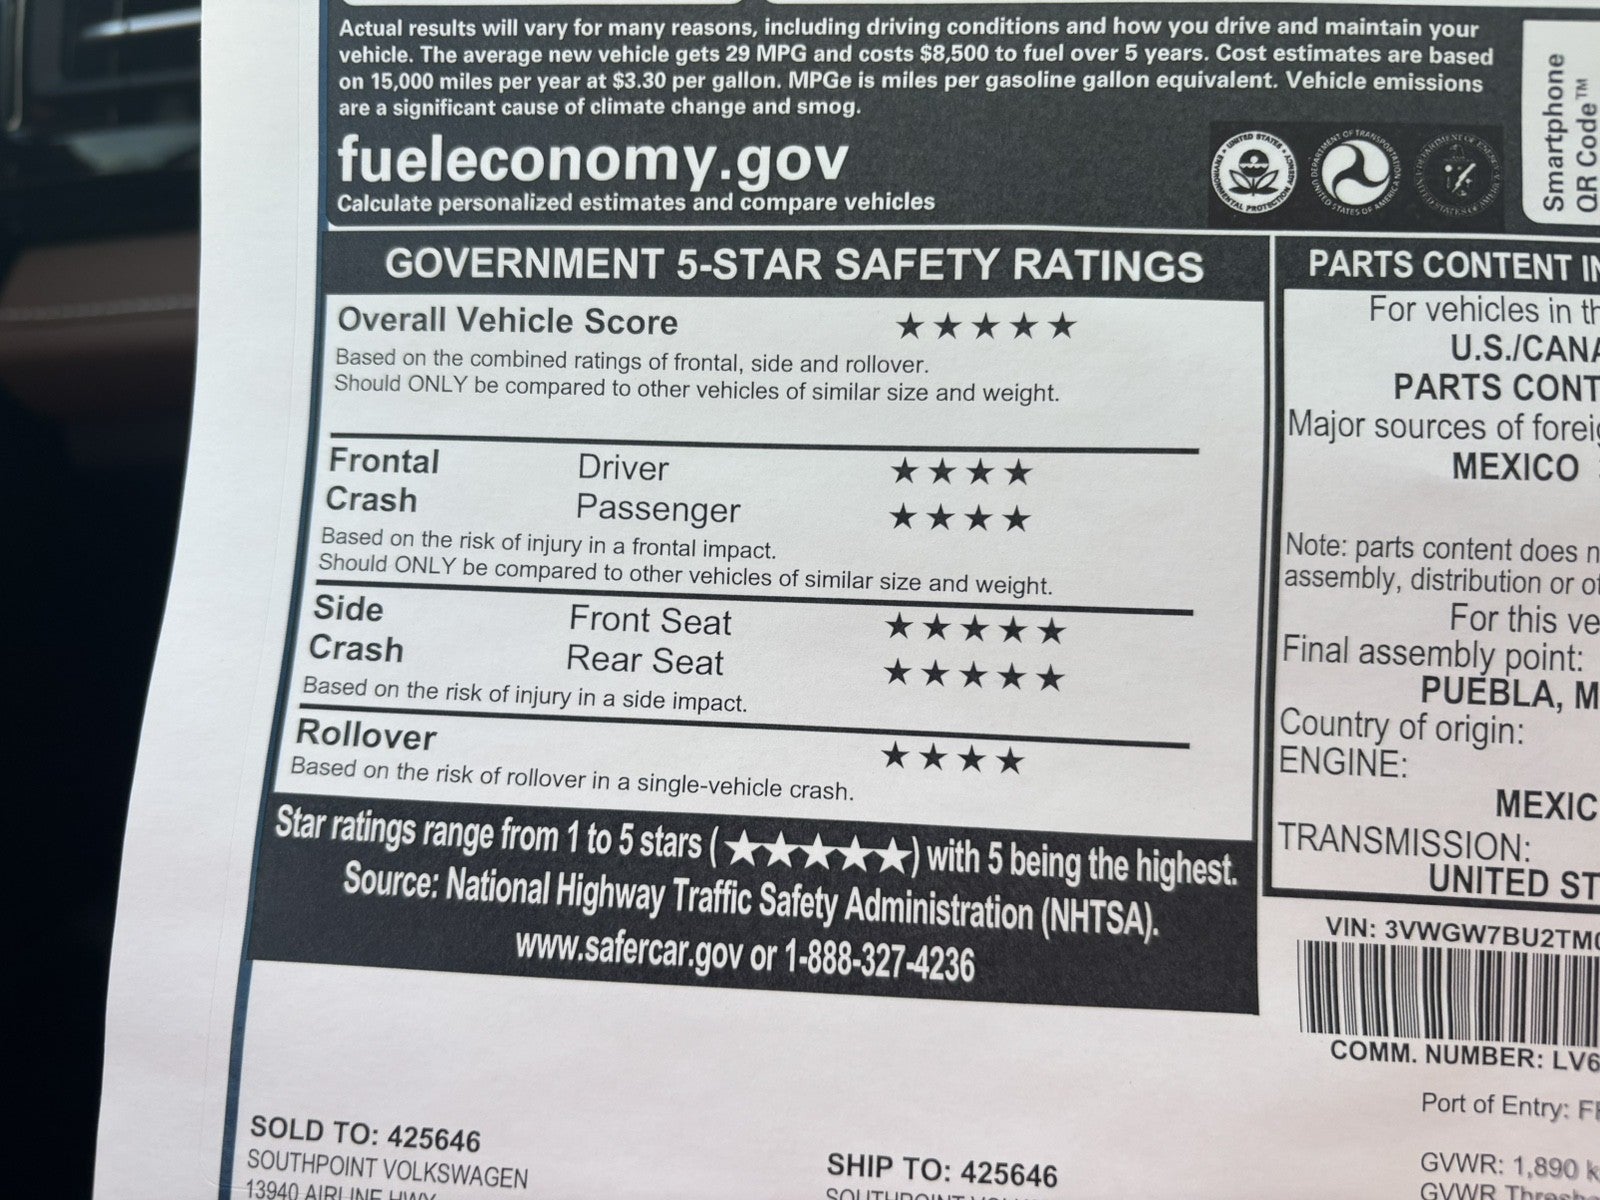 Actual results will vary for many reasons, including driving conditions and how you drive and maintain your
vehicle. The average new vehicle gets 29 MPG and costs $8,500 to fuel over 5 years. Cost estimates are based
on 15,000 miles per year at $3.30 per gallon. MPGe is miles per gasoline gallon equivalent. Vehicle emissions
are a significant cause of climate change and smog.
fueleconomy.gov
Calculate personalized estimates and compare vehicles
Smartphone
QR Code™
GOVERNMENT 5-STAR SAFETY RATINGS
Overall Vehicle Score ★★★★★
Based on the combined ratings of frontal, side and rollover.
Should ONLY be compared to other vehicles of similar size and weight.
Frontal Driver ★★★★
Crash Passenger ★★★★
Based on the risk of injury in a frontal impact.
Should ONLY be compared to other vehicles of similar size and weight.
Side Front Seat ★★★★★
Crash Rear Seat ★★★★★
Based on the risk of injury in a side impact.
Rollover ★★★★
Based on the risk of rollover in a single-vehicle crash.
Star ratings range from 1 to 5 stars (★★★★★) with 5 being the highest.
Source: National Highway Traffic Safety Administration (NHTSA).
www.safercar.gov or 1-888-327-4236
PARTS CONTENT
For vehicles in
U.S./CANA
PARTS CONT
Major sources of
MEXICO
Note: parts content does
assembly, distribution or
For this
Final assembly point:
PUEBLA, M
Country of origin:
ENGINE:
MEXIC
TRANSMISSION:
UNITED ST
VIN: 3VWGW7BU2TM
COMM. NUMBER: LV6
Port of Entry:
GVWR: 1,890
GVWR
SOLD TO: 425646
SOUTHPOINT VOLKSWAGEN
13940 AIRLINE HWY
SHIP TO: 425646